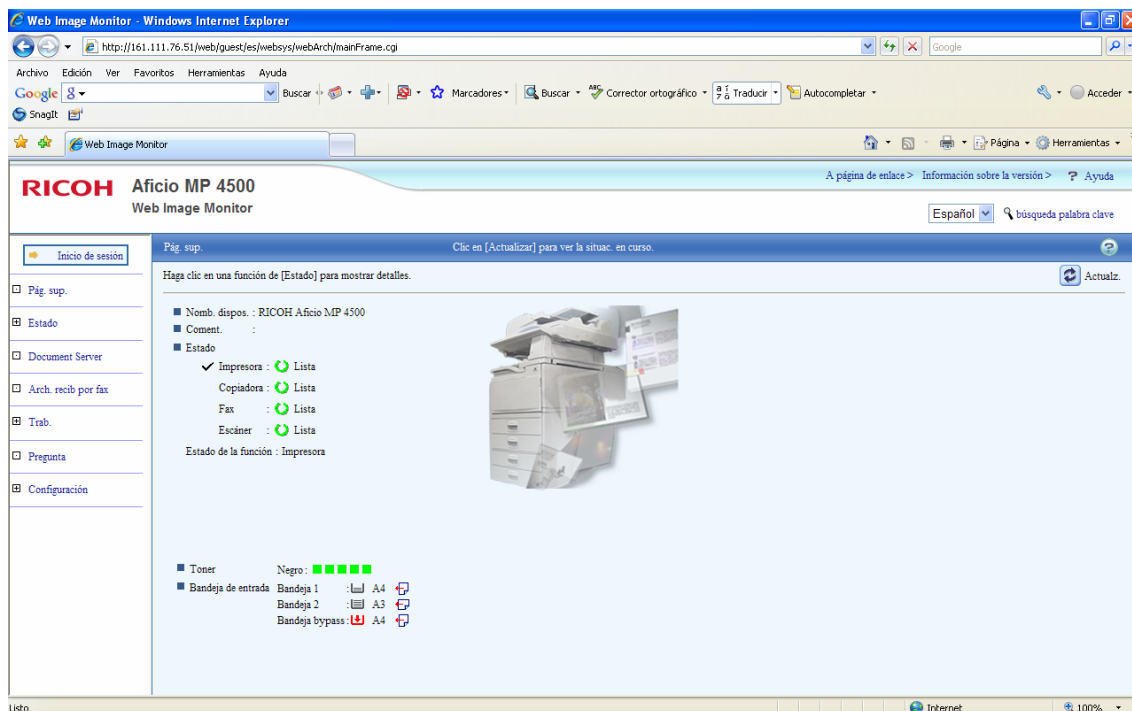 Web Image Monitor - Windows Internet Explorer
http://161.111.76.51/web/guest/es/websys/webArch/mainFrame.cgi
Google
Archivo Edición Ver Favoritos Herramientas Ayuda
Google Buscar Marcadores Buscar Corrector ortográfico Traducir Autocompletar Acceder
SnagIt
Web Image Monitor Página Herramientas
RICOH Aficio MP 4500
Web Image Monitor
A página de enlace > Información sobre la versión > ? Ayuda
Español búsqueda palabra clave
Inicio de sesión
Pág. sup.
Estado
Document Server
Arch. recib por fax
Trab.
Pregunta
Configuración
Pág. sup. Clic en [Actualizar] para ver la situac. en curso.
Haga clic en una función de [Estado] para mostrar detalles. Actualz.
Nomb. dispos. : RICOH Aficio MP 4500
Coment. :
Estado
Impresora : Lista
Copiadora : Lista
Fax : Lista
Escáner : Lista
Estado de la función : Impresora
Toner Negro :
Bandeja de entrada Bandeja 1 : A4
Bandeja 2 : A3
Bandeja bypass : A4
Listo Internet 100%